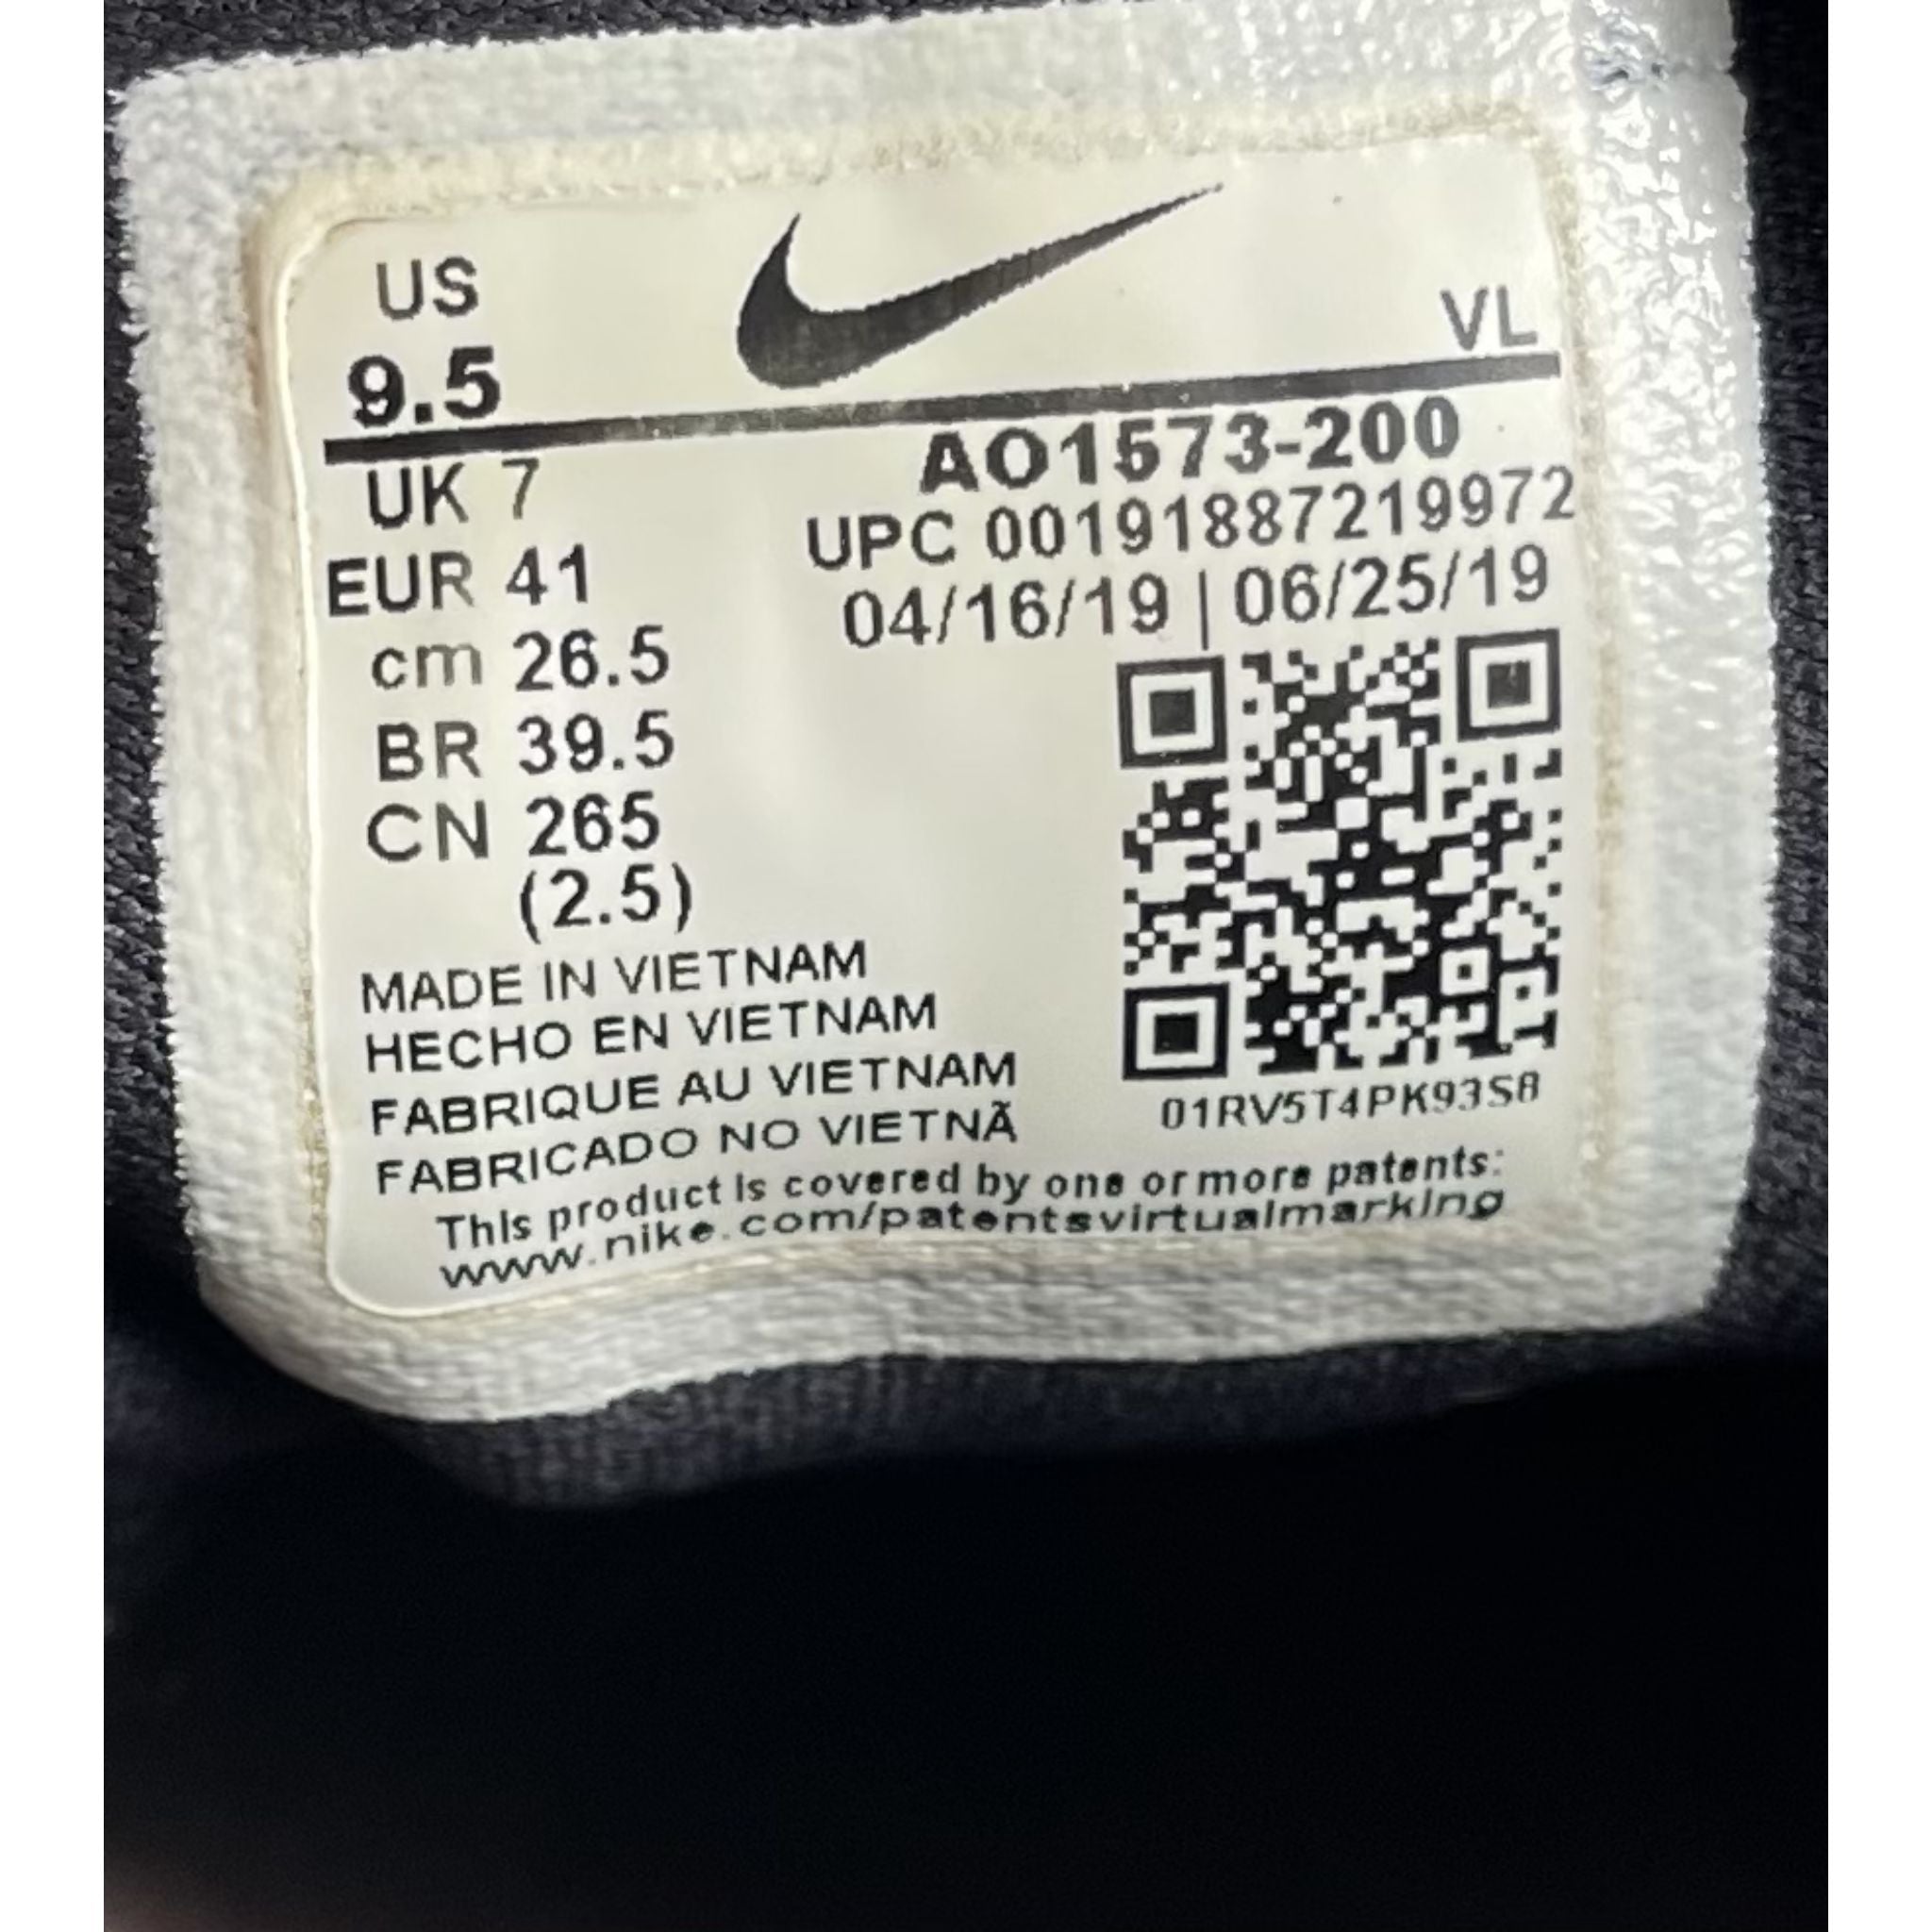 US
9.5
VL
AO1573-200
UPC 00191887219972
04/16/19 | 06/25/19
UK 7
EUR 41
cm 26.5
BR 39.5
CN 265
(2.5)
01RV5T4PK93S8
MADE IN VIETNAM
HECHO EN VIETNAM
FABRIQUE AU VIETNAM
FABRICADO NO VIETNÃ
This product is covered by one or more patents:
www.nike.com/patentsvirtualmarking